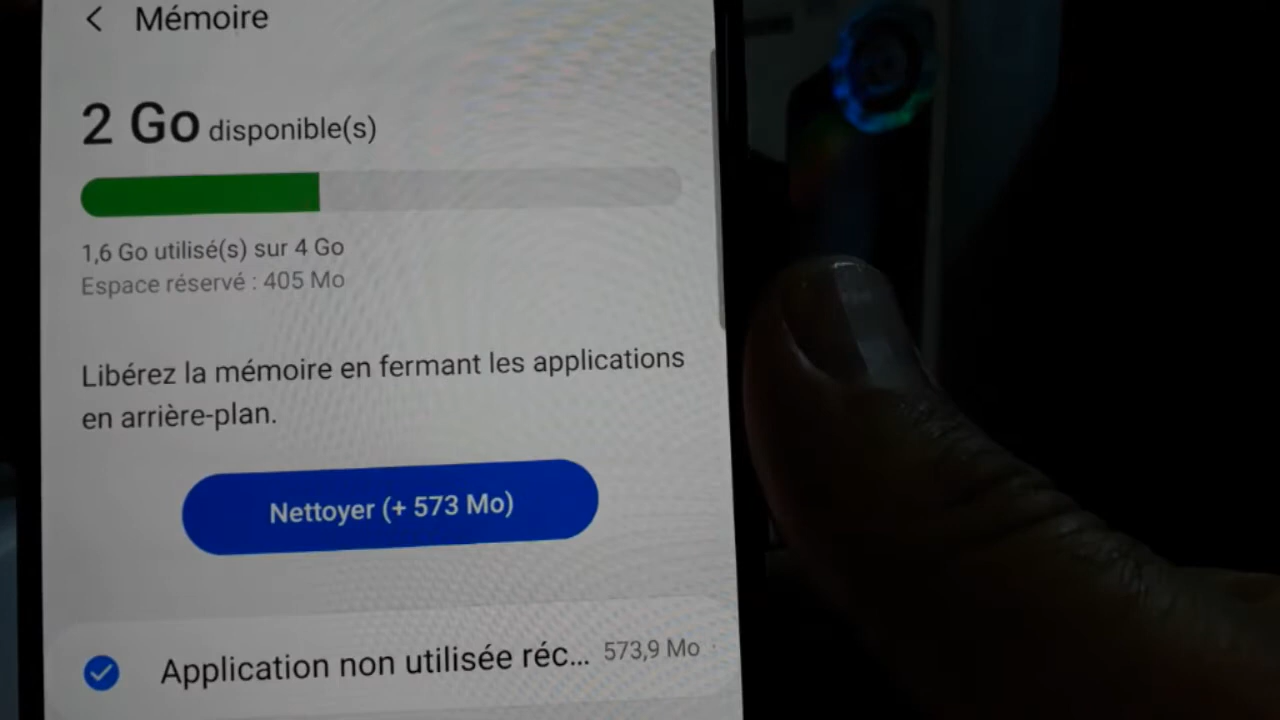 Mémoire
2 Go disponible(s)
1,6 Go utilisé(s) sur 4 Go
Espace réservé : 405 Mo
Libérez la mémoire en fermant les applications
en arrière-plan.
Nettoyer (+ 573 Mo)
Application non utilisée réc... 573,9 Mo